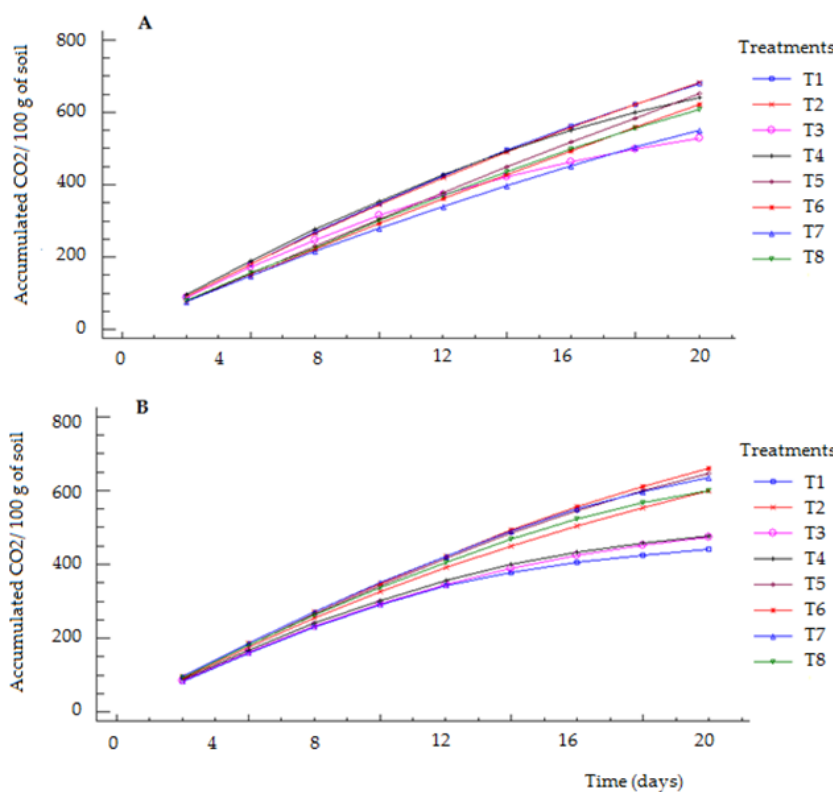 A
800
600
400
200
0
Accumulated CO2/ 100 g of soil
0 4 8 10 12 14 16 20
Treatments
T1
T2
T3
T4
T5
T6
T7
T8
B
800
600
400
200
0
Accumulated CO2/ 100 g of soil
0 4 8 12 16 20
Time (days)
Treatments
T1
T2
T3
T4
T5
T6
T7
T8